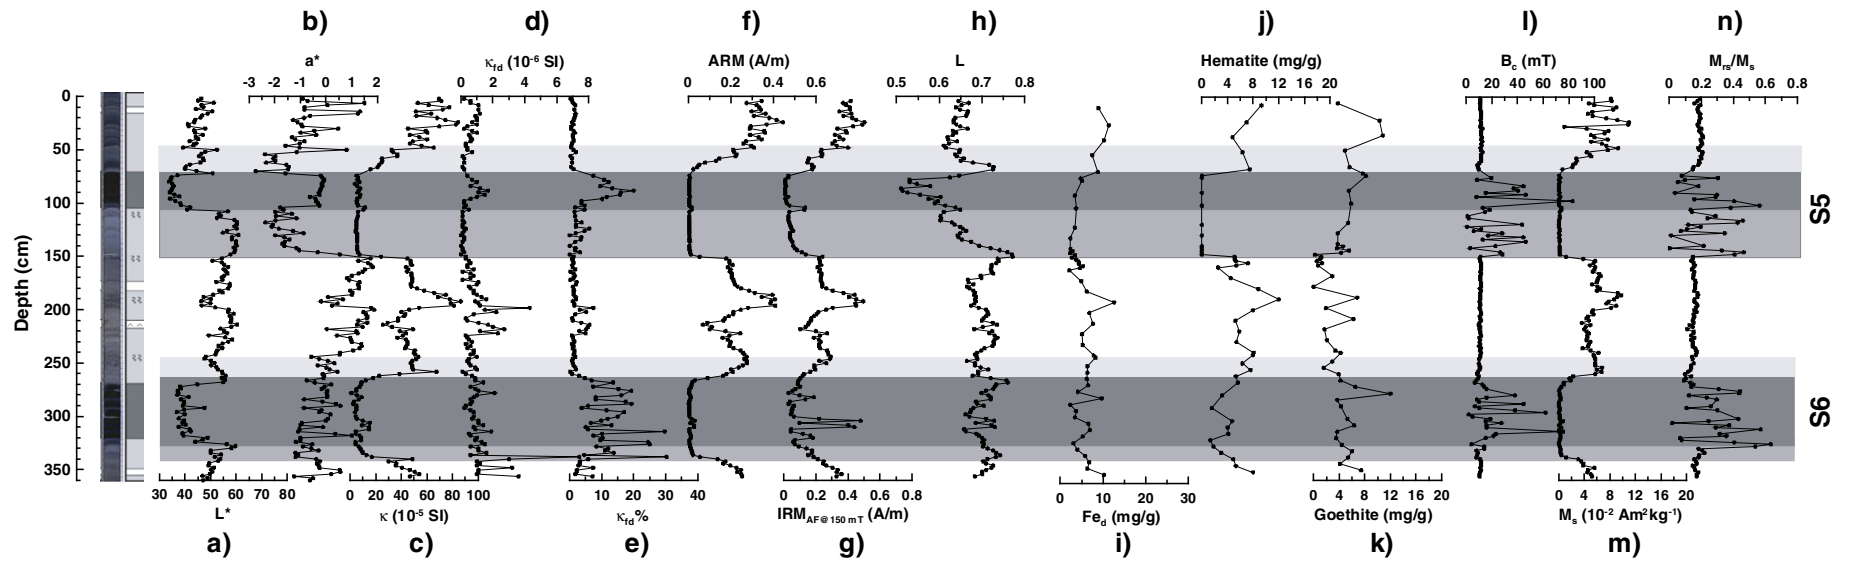 b) d) f) h) j) l) n)
a* κfd (10-6 SI) ARM (A/m) L Hematite (mg/g) Bc (mT) Mrs/Ms
-3 -2 -1 0 1 2 0 2 4 6 8 0 0.2 0.4 0.6 0.5 0.6 0.7 0.8 0 4 8 12 16 20 0 20 40 60 80 100 0 0.2 0.4 0.6 0.8
0
50
100
150
200
250
300
350
Depth (cm)
S5
S6
30 40 50 60 70 80 0 20 40 60 80 100 0 10 20 30 40 0 0.2 0.4 0.6 0.8 0 10 20 30 0 4 8 12 16 20 0 4 8 12 16 20
L* κ (10-5 SI) κfd% IRMAF@150 mT (A/m) Fed (mg/g) Goethite (mg/g) Ms (10-2 Am2kg-1)
a) c) e) g) i) k) m)